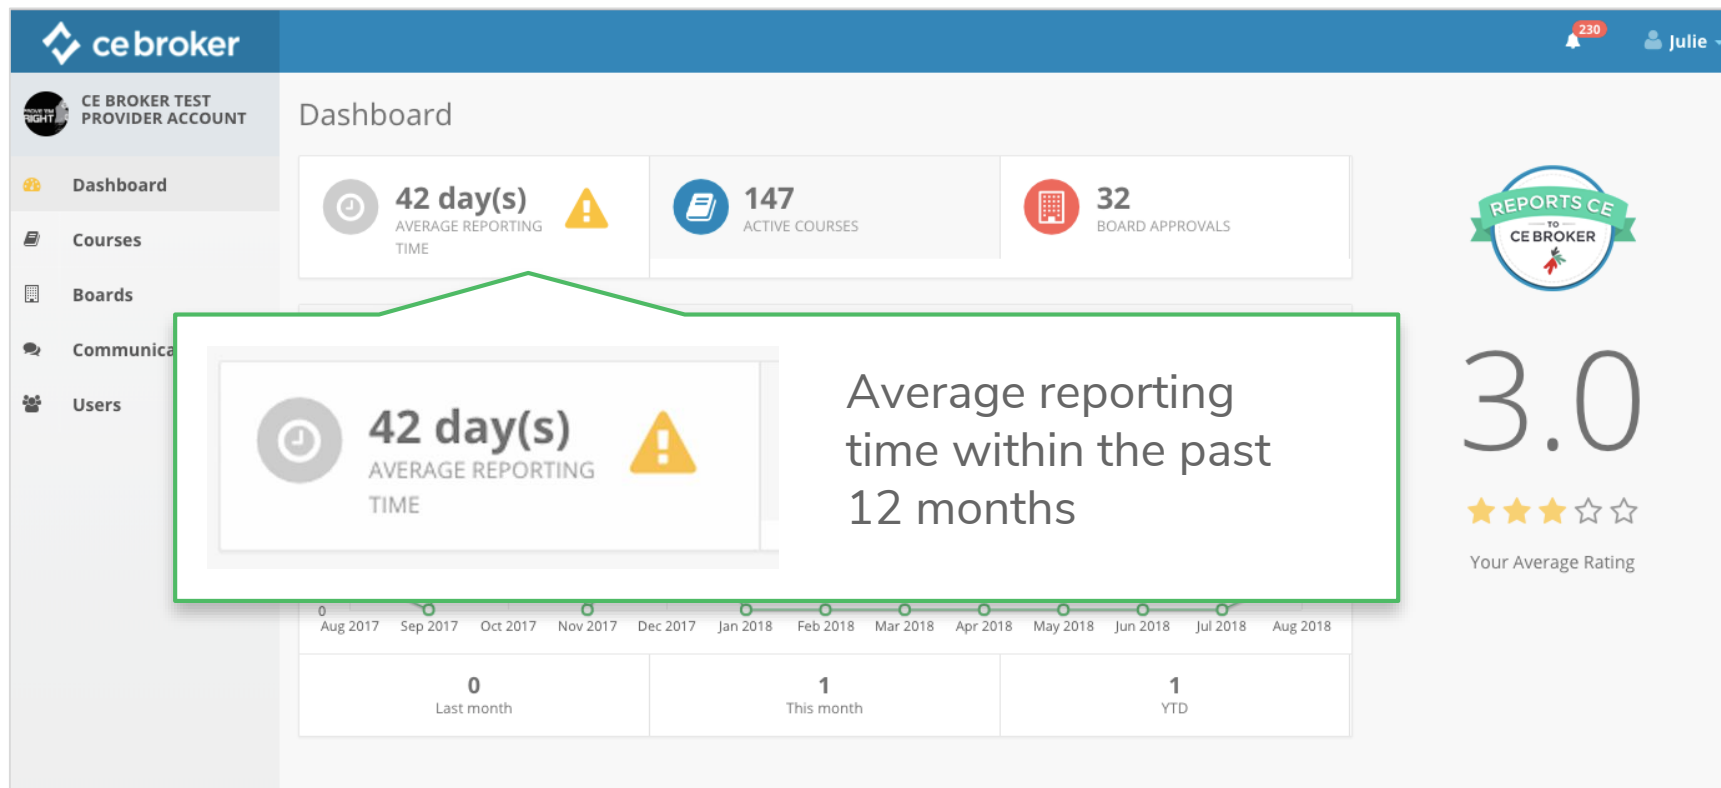 ce broker
230
Julie
CE BROKER TEST
PROVIDER ACCOUNT
RIGHT
Dashboard
Courses
Boards
Communica
Users
Dashboard
42 day(s)
AVERAGE REPORTING
TIME
147
ACTIVE COURSES
32
BOARD APPROVALS
REPORTS CE
TO
CE BROKER
42 day(s)
AVERAGE REPORTING
TIME
Average reporting
time within the past
12 months
3.0
Your Average Rating
0
Aug 2017 Sep 2017 Oct 2017 Nov 2017 Dec 2017 Jan 2018 Feb 2018 Mar 2018 Apr 2018 May 2018 Jun 2018 Jul 2018 Aug 2018
0
Last month
1
This month
1
YTD